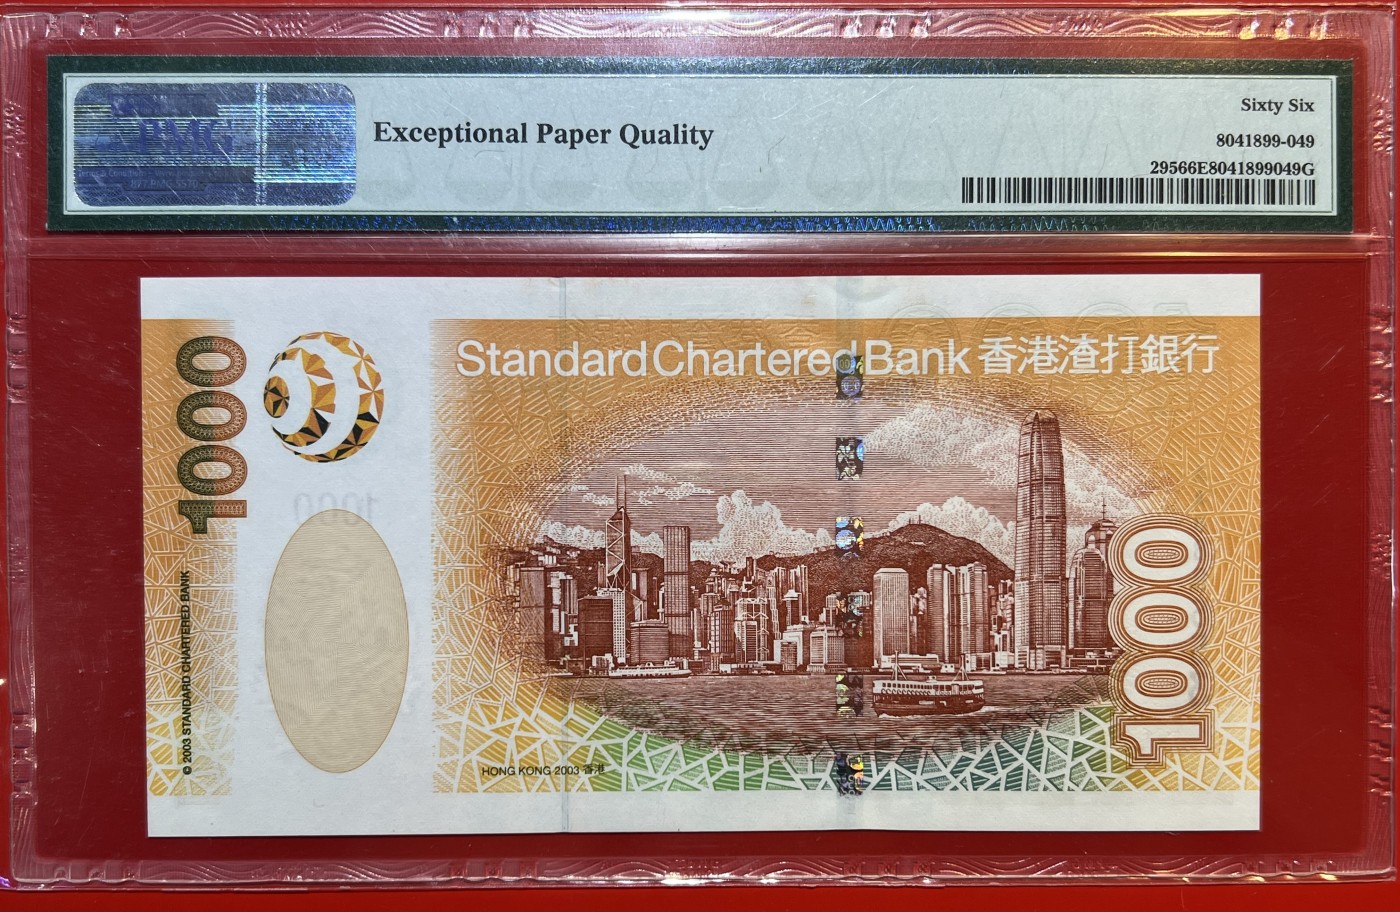 PMG
Exceptional Paper Quality
Sixty Six
8041899-049
29566E8041899049G
Standard Chartered Bank 香港渣打銀行
1000
1000
1000
© 2003 STANDARD CHARTERED BANK
HONG KONG 2003 香港